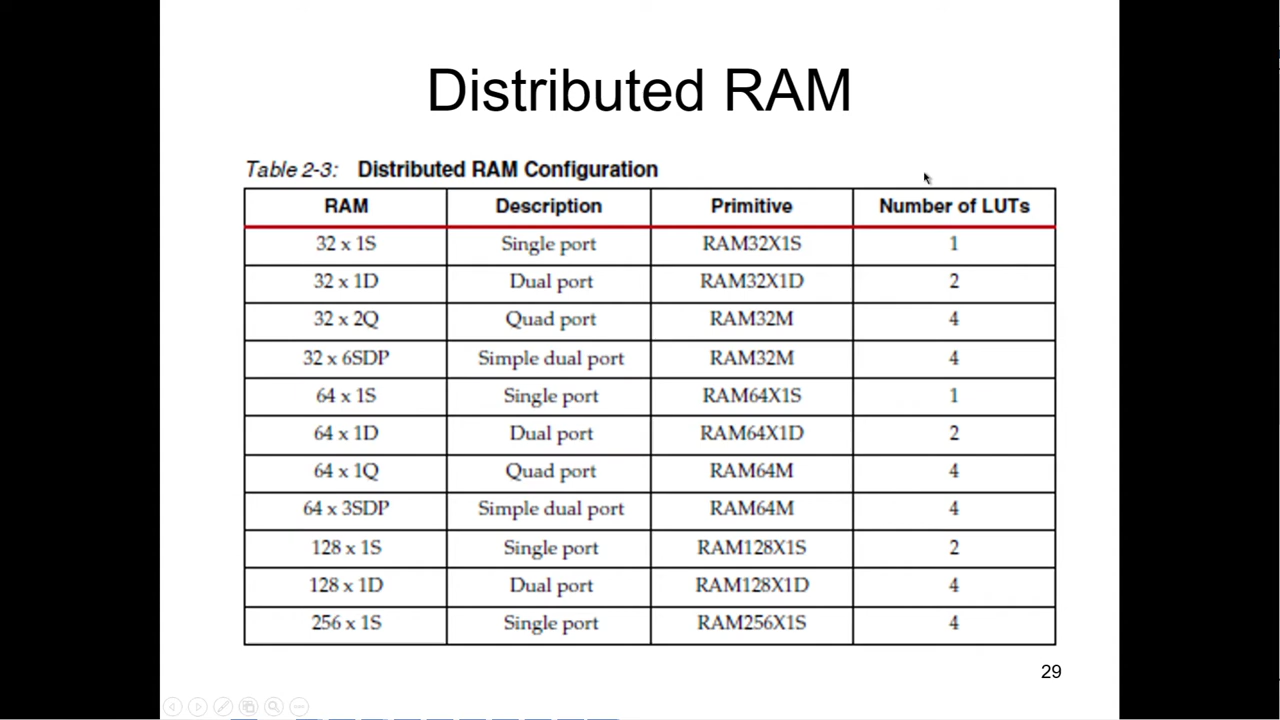 Distributed RAM
Table 2-3: Distributed RAM Configuration
RAM Description Primitive Number of LUTs
32 x 1S Single port RAM32X1S 1
32 x 1D Dual port RAM32X1D 2
32 x 2Q Quad port RAM32M 4
32 x 6SDP Simple dual port RAM32M 4
64 x 1S Single port RAM64X1S 1
64 x 1D Dual port RAM64X1D 2
64 x 1Q Quad port RAM64M 4
64 x 3SDP Simple dual port RAM64M 4
128 x 1S Single port RAM128X1S 2
128 x 1D Dual port RAM128X1D 4
256 x 1S Single port RAM256X1S 4
29